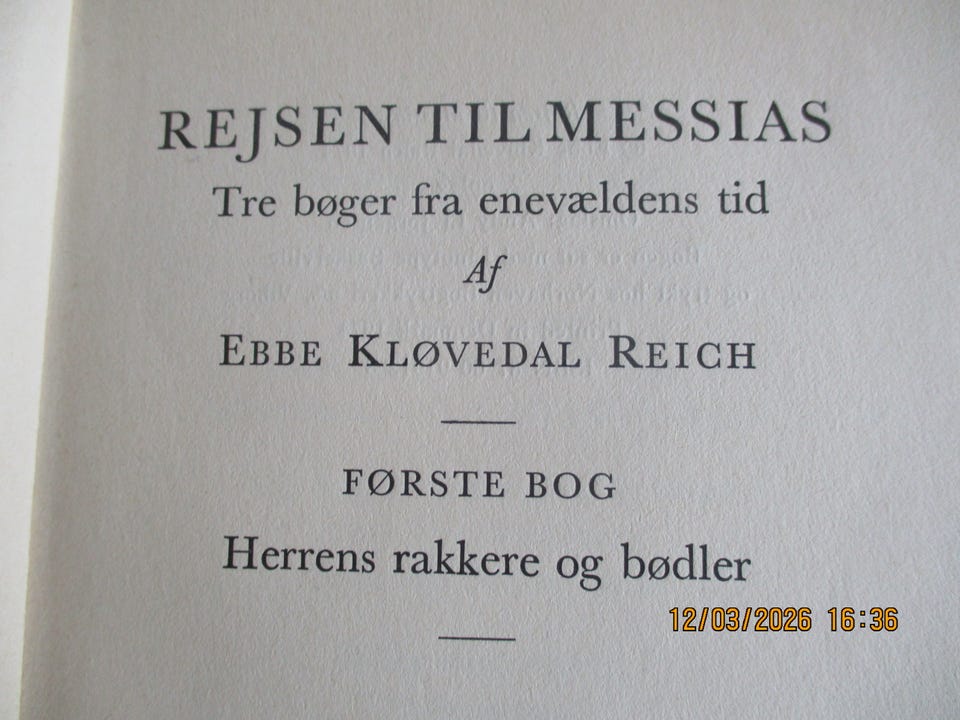 REJSEN TIL MESSIAS
Tre bøger fra enevældens tid
Af
EBBE KLØVEDAL REICH
FØRSTE BOG
Herrens rakkere og bødler
12/03/2026 16:36